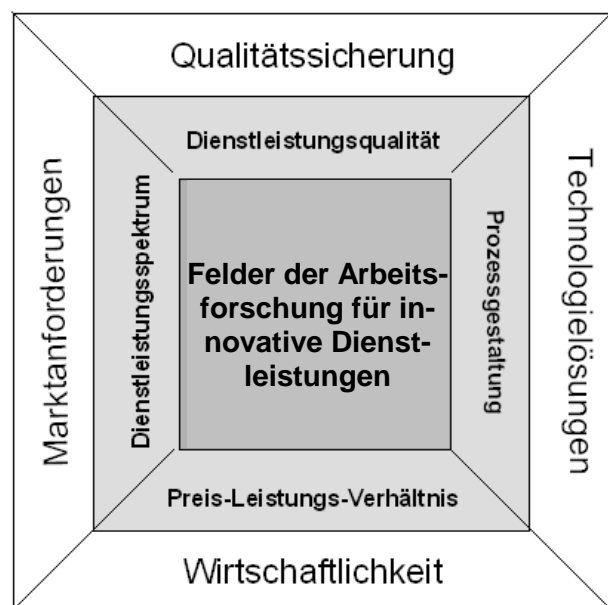 Qualitätssicherung
Dienstleistungsqualität
Marktanforderungen
Dienstleistungsspektrum
Felder der Arbeits-
forschung für in-
novative Dienst-
leistungen
Prozessgestaltung
Technologielösungen
Preis-Leistungs-Verhältnis
Wirtschaftlichkeit